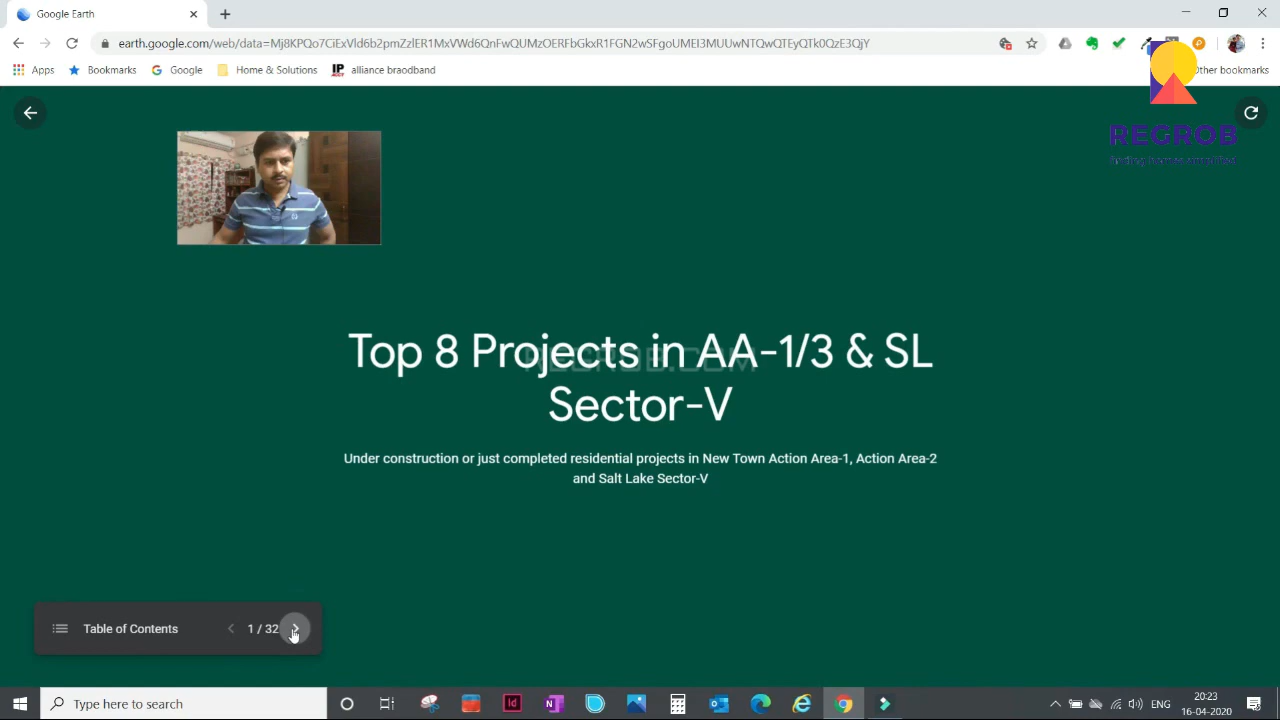 Google Earth
earth.google.com/web/data=Mj8KPQo7CiExVld6b2pmZzlER1MxVWd6QnFwQUMzOERFbGkxR1FGN2wSFgoUMEI3MUUwNTQwQTEyQTk0QzE3QjY
Apps
Bookmarks
Google
Home & Solutions
alliance braodband
Other bookmarks
REGROB
Top 8 Projects in AA-1/3 & SL
Sector-V
REGROB.COM
Under construction or just completed residential projects in New Town Action Area-1, Action Area-2
and Salt Lake Sector-V
Table of Contents
1 / 32
Type here to search
ENG
20:23
16-04-2020